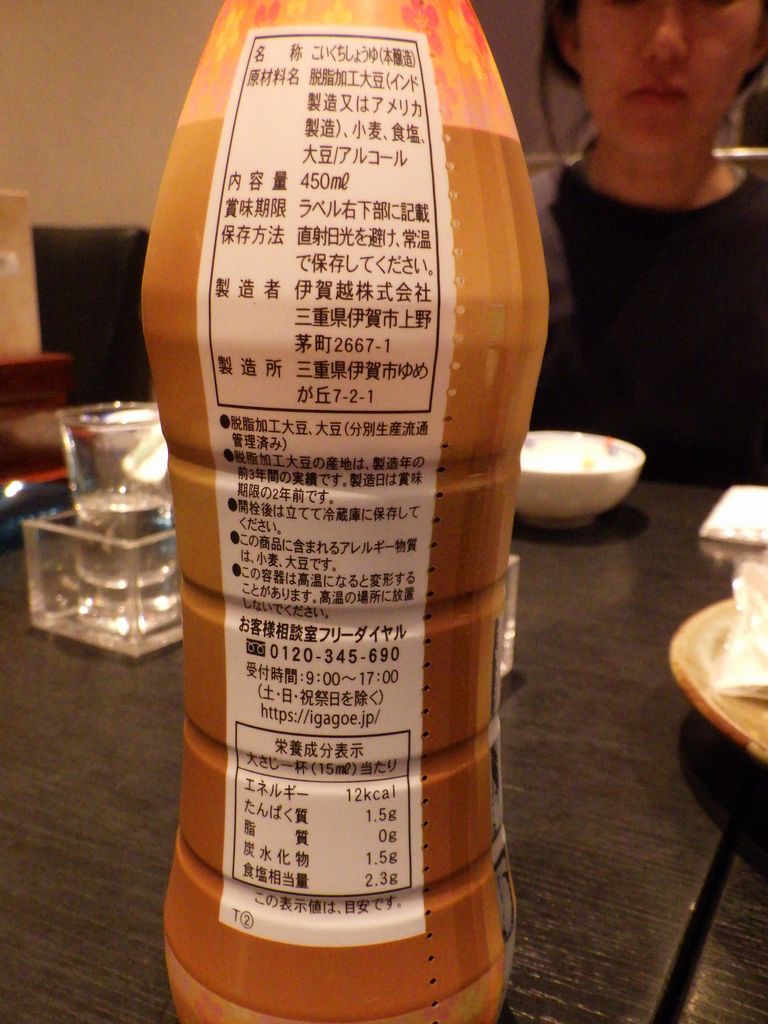 名称 こいくちしょうゆ(本醸造)
原材料名 脱脂加工大豆(インド
製造又はアメリカ
製造)、小麦、食塩、
大豆/アルコール
内容量 450ml
賞味期限 ラベル右下部に記載
保存方法 直射日光を避け、常温
で保存してください。
製造者 伊賀越株式会社
三重県伊賀市上野
茅町2667-1
製造所 三重県伊賀市ゆめ
が丘7-2-1
●脱脂加工大豆、大豆(分別生産流通
管理済み)
●脱脂加工大豆の産地は、製造年の
前3年間の実績です。製造日は賞味
期限の2年前です。
●開栓後は立てて冷蔵庫に保存して
ください。
●この商品に含まれるアレルギー物質
は、小麦、大豆です。
●この容器は高温になると変形する
ことがあります。高温の場所に放置
しないでください。
お客様相談室フリーダイヤル
0120-345-690
受付時間:9:00〜17:00
(土・日・祝祭日を除く)
https://igagoe.jp/
栄養成分表示
大さじ一杯(15ml)当たり
エネルギー 12kcal
たんぱく質 1.5g
脂質 0g
炭水化物 1.5g
食塩相当量 2.3g
この表示値は、目安です。
T②